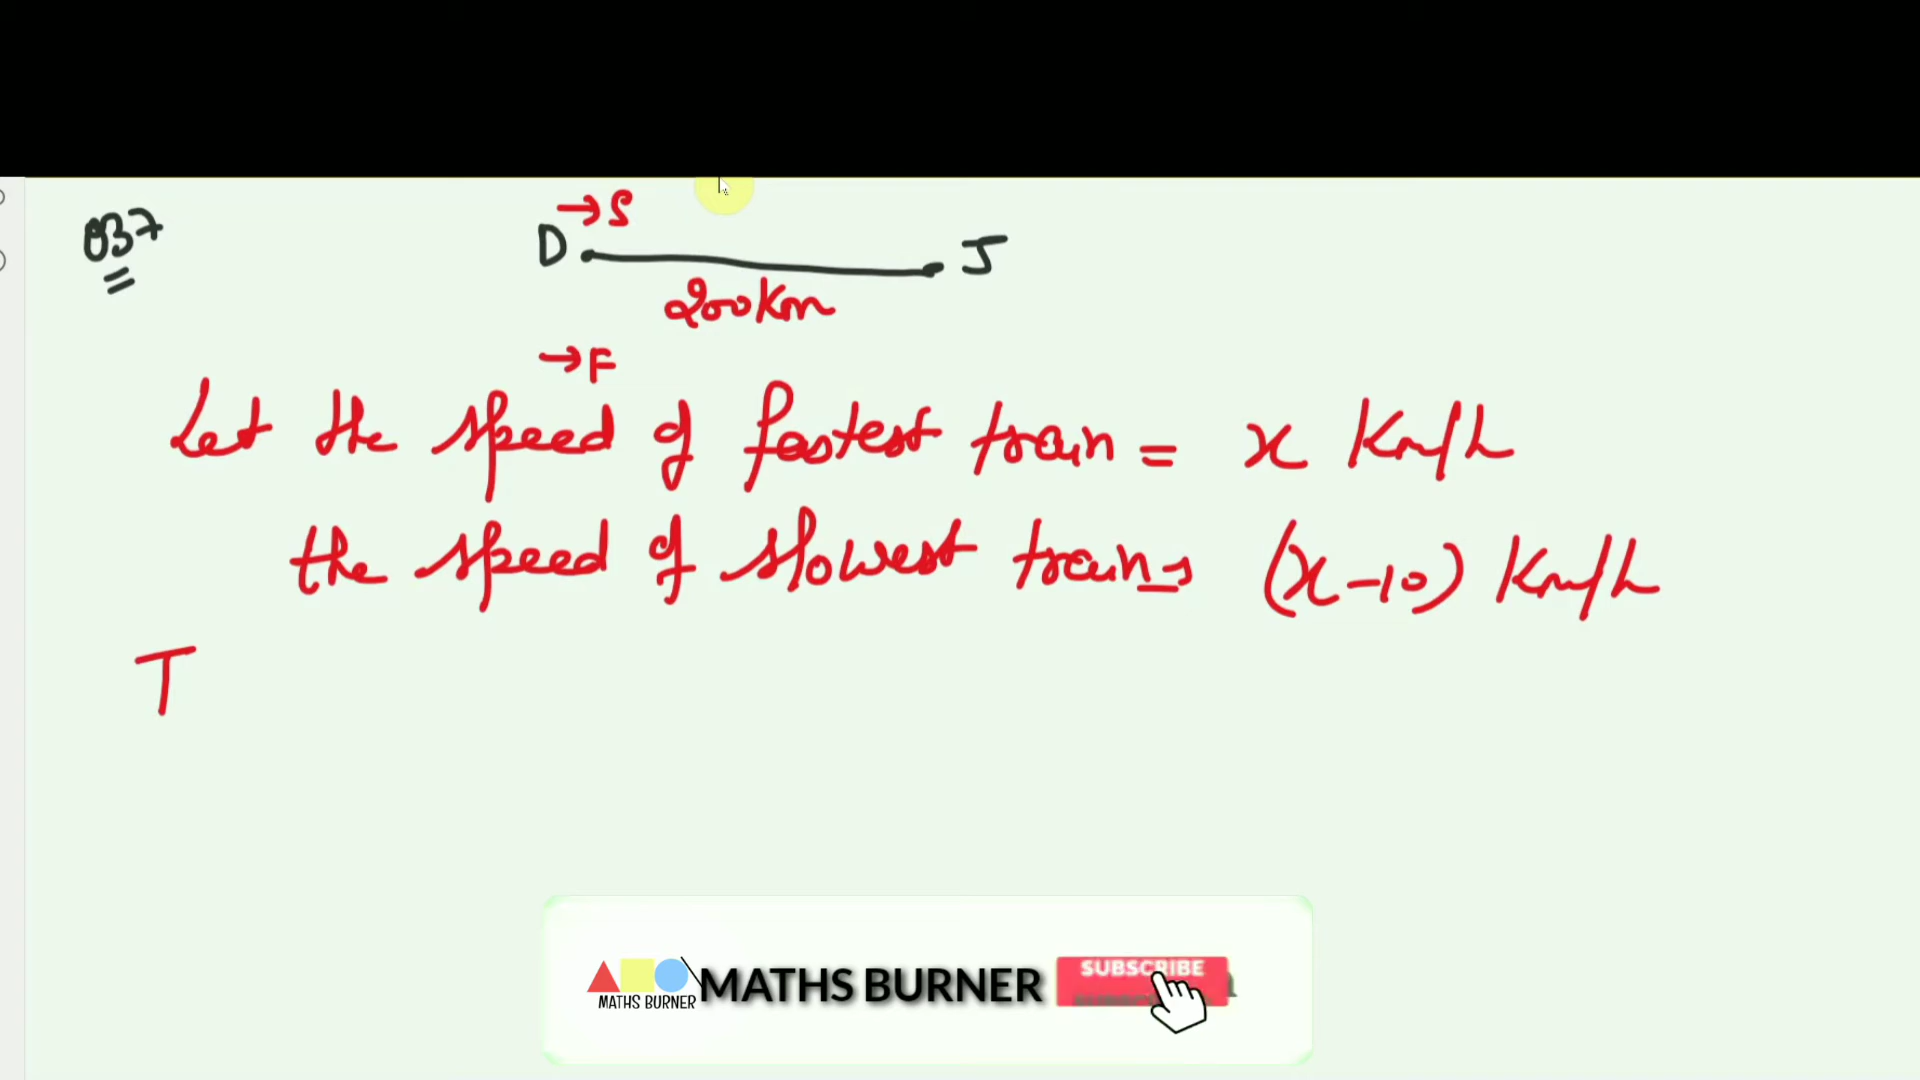 Q37
→S
D J
200Km
→F
Let the speed of fastest train = x Km/h
the speed of slowest train = (x-10) Km/h
T
MATHS BURNER
MATHS BURNER
SUBSCRIBE